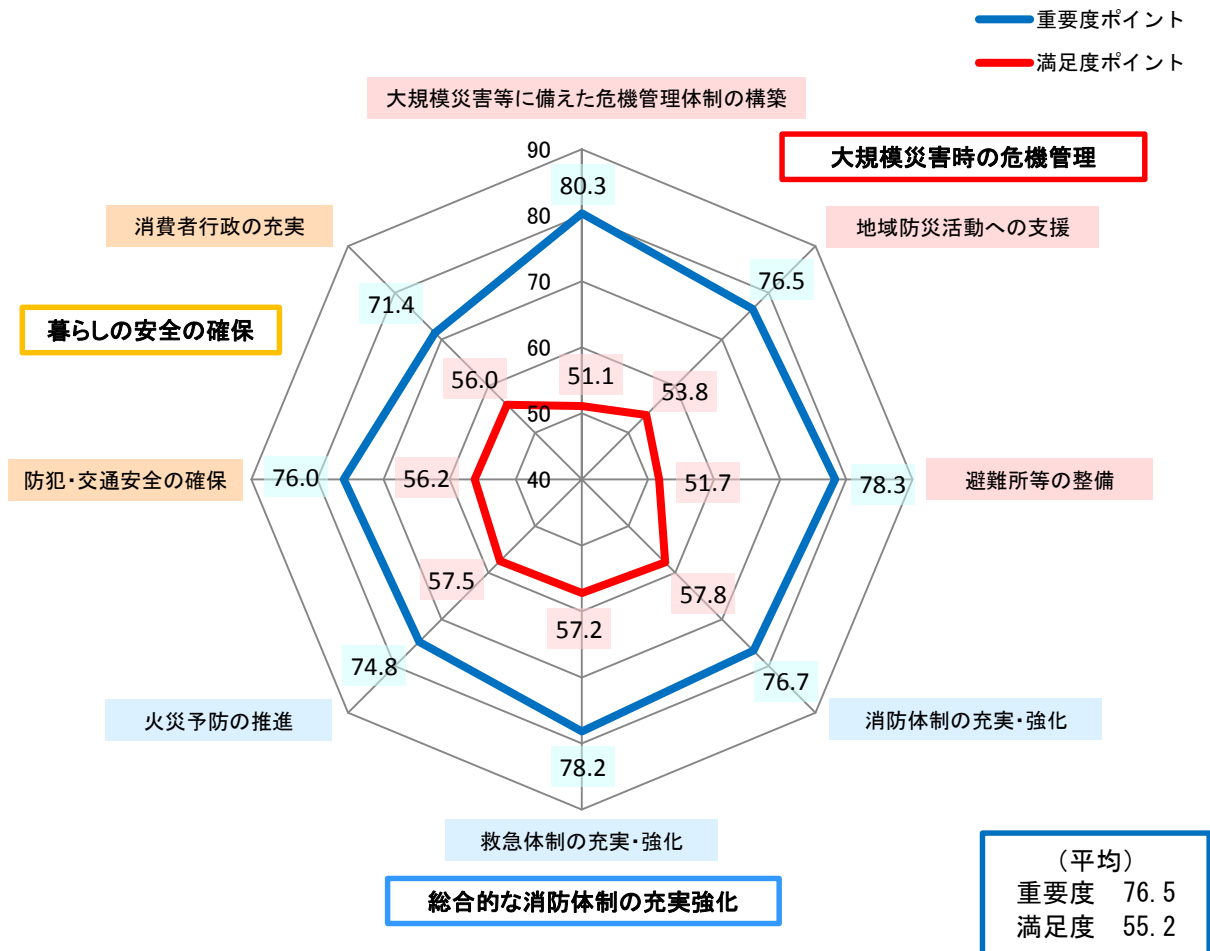 重要度ポイント
満足度ポイント
大規模災害等に備えた危機管理体制の構築
大規模災害時の危機管理
90
80.3
消費者行政の充実
地域防災活動への支援
80
76.5
71.4
70
暮らしの安全の確保
60
56.0
51.1
53.8
50
防犯・交通安全の確保
76.0
56.2
40
51.7
78.3
避難所等の整備
57.5
57.8
57.2
74.8
76.7
火災予防の推進
消防体制の充実・強化
78.2
救急体制の充実・強化
総合的な消防体制の充実強化
（平均）
重要度 76.5
満足度 55.2